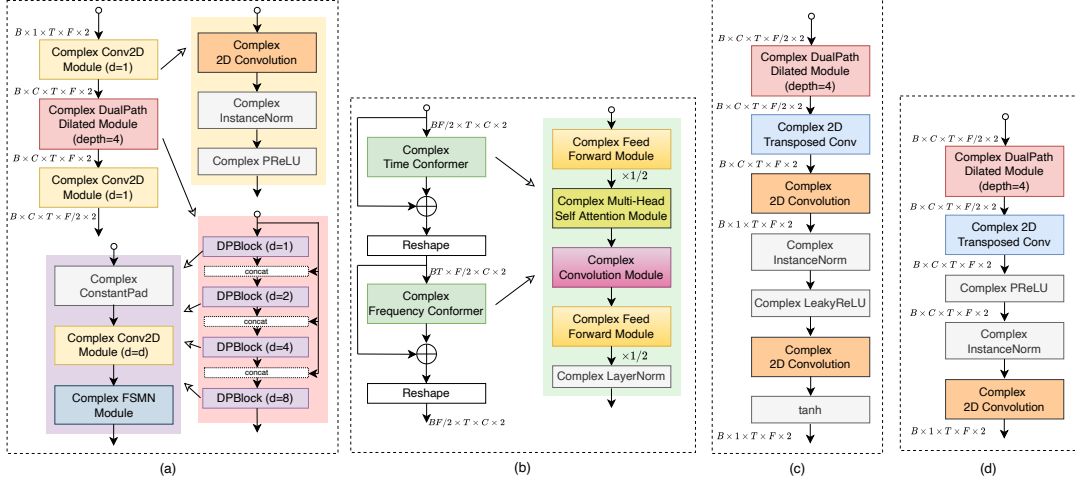 B × 1 × T × F × 2
Complex Conv2D
Module (d=1)
B × C × T × F × 2
Complex DualPath
Dilated Module
(depth=4)
B × C × T × F × 2
Complex Conv2D
Module (d=1)
B × C × T × F/2 × 2
Complex
2D Convolution
Complex
InstanceNorm
Complex PReLU
Complex
ConstantPad
Complex Conv2D
Module (d=d)
Complex FSMN
Module
DPBlock (d=1)
concat
DPBlock (d=2)
concat
DPBlock (d=4)
concat
DPBlock (d=8)
(a)
BF/2 × T × C × 2
Complex
Time Conformer
Reshape
BT × F/2 × C × 2
Complex
Frequency Conformer
Reshape
BF/2 × T × C × 2
Complex Feed
Forward Module
×1/2
Complex Multi-Head
Self Attention Module
Complex
Convolution Module
Complex Feed
Forward Module
×1/2
Complex LayerNorm
(b)
B × C × T × F/2 × 2
Complex DualPath
Dilated Module
(depth=4)
B × C × T × F/2 × 2
Complex 2D
Transposed Conv
B × C × T × F × 2
Complex
2D Convolution
B × 1 × T × F × 2
Complex
InstanceNorm
Complex LeakyReLU
Complex
2D Convolution
tanh
B × 1 × T × F × 2
(c)
B × C × T × F/2 × 2
Complex DualPath
Dilated Module
(depth=4)
B × C × T × F/2 × 2
Complex 2D
Transposed Conv
B × C × T × F × 2
Complex PReLU
B × C × T × F × 2
Complex
InstanceNorm
Complex
2D Convolution
B × 1 × T × F × 2
(d)